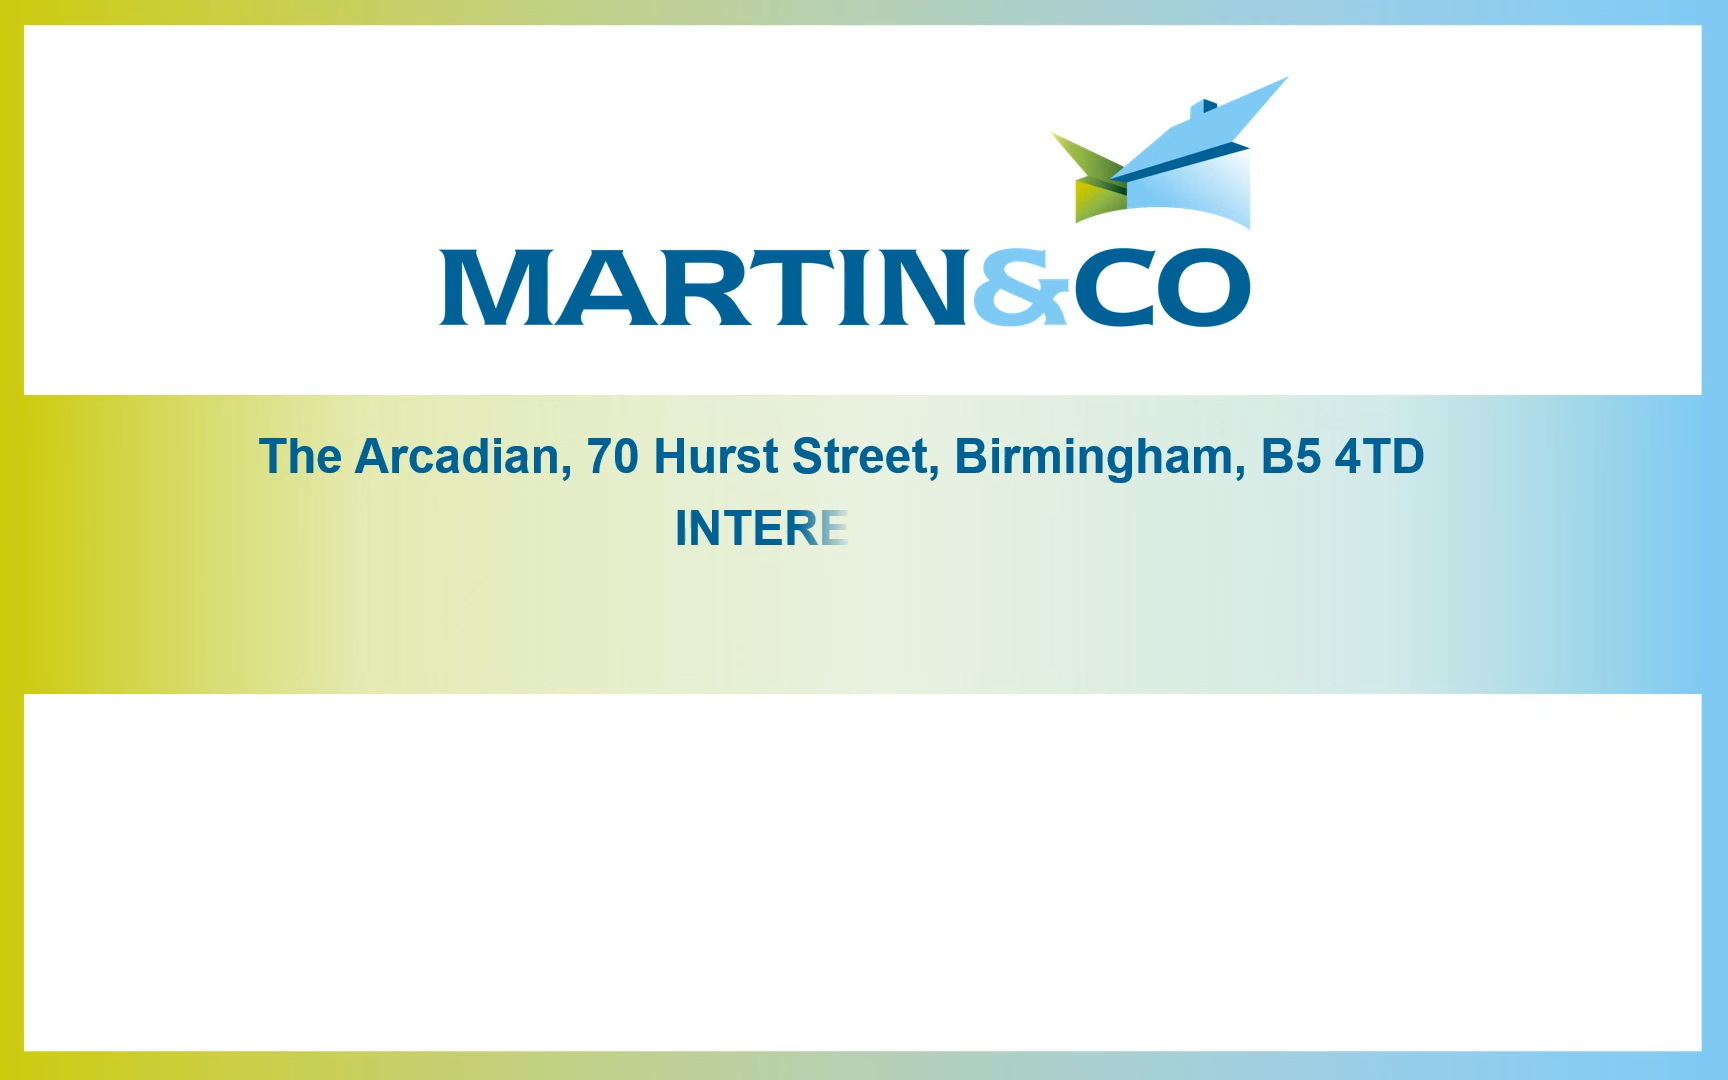 MARTIN&CO
The Arcadian, 70 Hurst Street, Birmingham, B5 4TD
INTERE